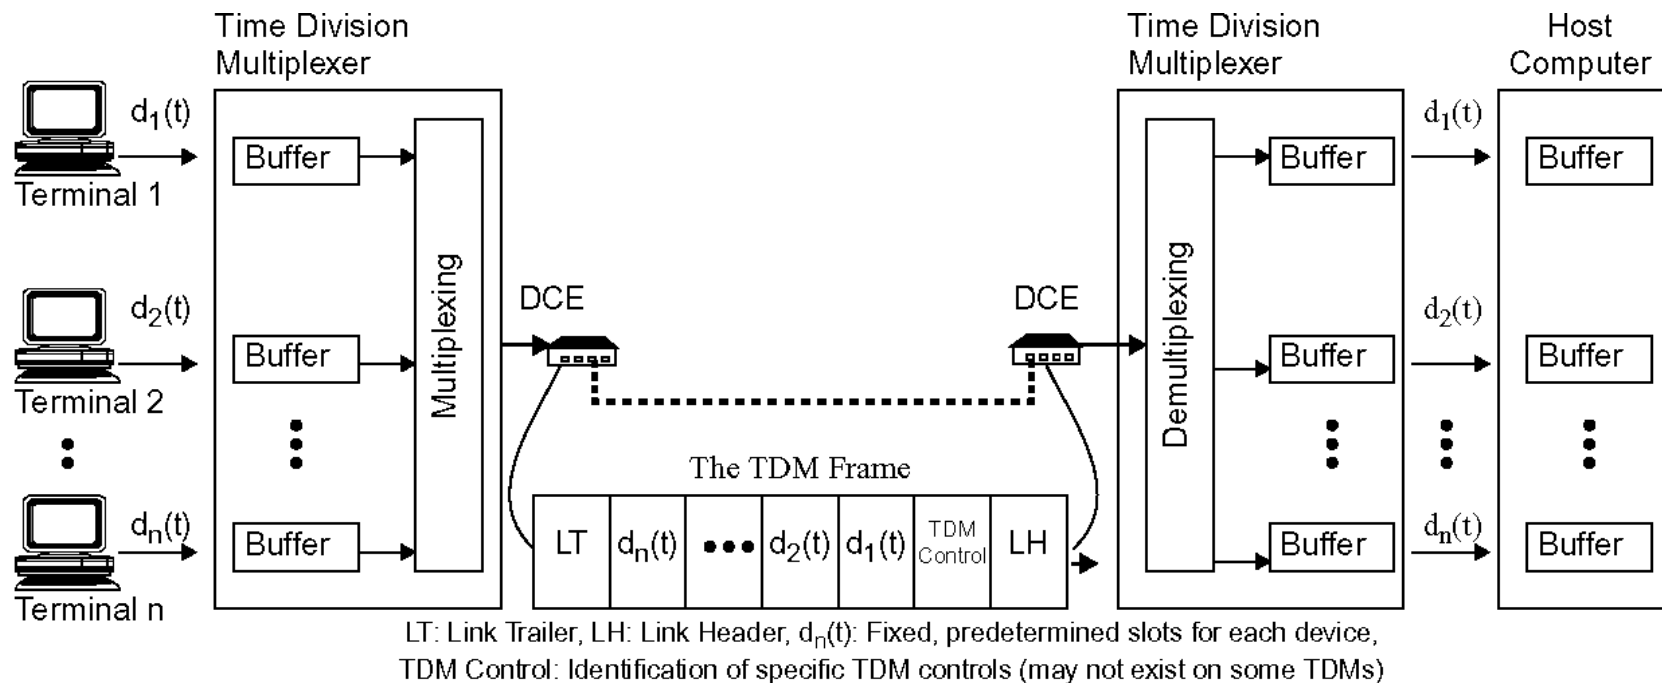 Time Division
Multiplexer
Time Division
Multiplexer
Host
Computer
d1(t)
Terminal 1
Buffer
Buffer
d1(t)
Buffer
d2(t)
Terminal 2
Buffer
Multiplexing
DCE
DCE
Demultiplexing
Buffer
d2(t)
Buffer
The TDM Frame
dn(t)
Terminal n
Buffer
LT
dn(t)
d2(t)
d1(t)
TDM
Control
LH
Buffer
dn(t)
Buffer
LT: Link Trailer, LH: Link Header, dn(t): Fixed, predetermined slots for each device,
TDM Control: Identification of specific TDM controls (may not exist on some TDMs)